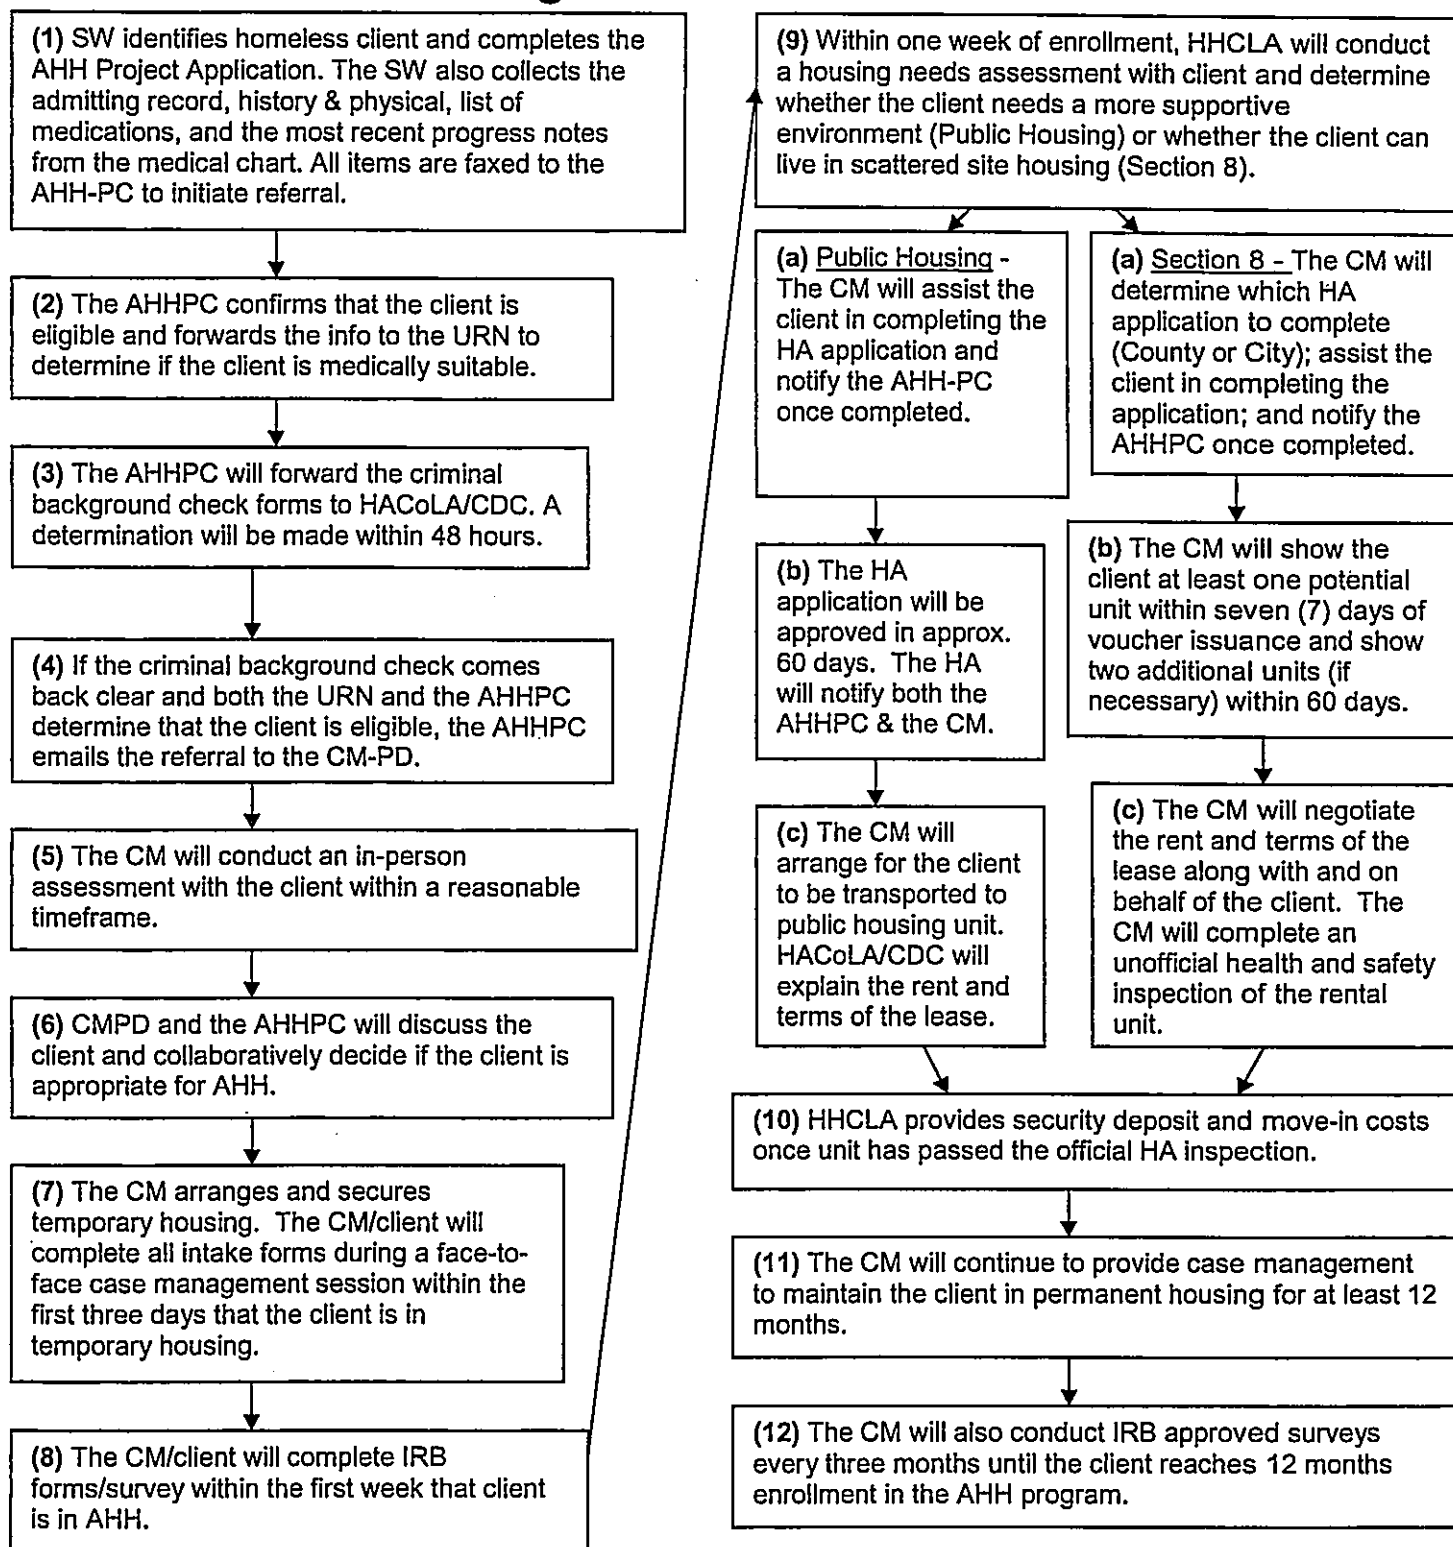 (1) SW identifies homeless client and completes the
AHH Project Application. The SW also collects the
admitting record, history & physical, list of
medications, and the most recent progress notes
from the medical chart. All items are faxed to the
AHH-PC to initiate referral.
(2) The AHHPC confirms that the client is
eligible and forwards the info to the URN to
determine if the client is medically suitable.
(3) The AHHPC will forward the criminal
background check forms to HACoLA/CDC. A
determination will be made within 48 hours.
(4) If the criminal background check comes
back clear and both the URN and the AHHPC
determine that the client is eligible, the AHHPC
emails the referral to the CM-PD.
(5) The CM will conduct an in-person
assessment with the client within a reasonable
timeframe.
(6) CMPD and the AHHPC will discuss the
client and collaboratively decide if the client is
appropriate for AHH.
(7) The CM arranges and secures
temporary housing. The CM/client will
complete all intake forms during a face-to-
face case management session within the
first three days that the client is in
temporary housing.
(8) The CM/client will complete IRB
forms/survey within the first week that client
is in AHH.
(9) Within one week of enrollment, HHCLA will conduct
a housing needs assessment with client and determine
whether the client needs a more supportive
environment (Public Housing) or whether the client can
live in scattered site housing (Section 8).
(a) Public Housing -
The CM will assist the
client in completing the
HA application and
notify the AHH-PC
once completed.
(b) The HA
application will be
approved in approx.
60 days. The HA
will notify both the
AHHPC & the CM.
(c) The CM will
arrange for the client
to be transported to
public housing unit.
HACoLA/CDC will
explain the rent and
terms of the lease.
(a) Section 8 - The CM will
determine which HA
application to complete
(County or City); assist the
client in completing the
application; and notify the
AHHPC once completed.
(b) The CM will show the
client at least one potential
unit within seven (7) days of
voucher issuance and show
two additional units (if
necessary) within 60 days.
(c) The CM will negotiate
the rent and terms of the
lease along with and on
behalf of the client. The
CM will complete an
unofficial health and safety
inspection of the rental
unit.
(10) HHCLA provides security deposit and move-in costs
once unit has passed the official HA inspection.
(11) The CM will continue to provide case management
to maintain the client in permanent housing for at least 12
months.
(12) The CM will also conduct IRB approved surveys
every three months until the client reaches 12 months
enrollment in the AHH program.